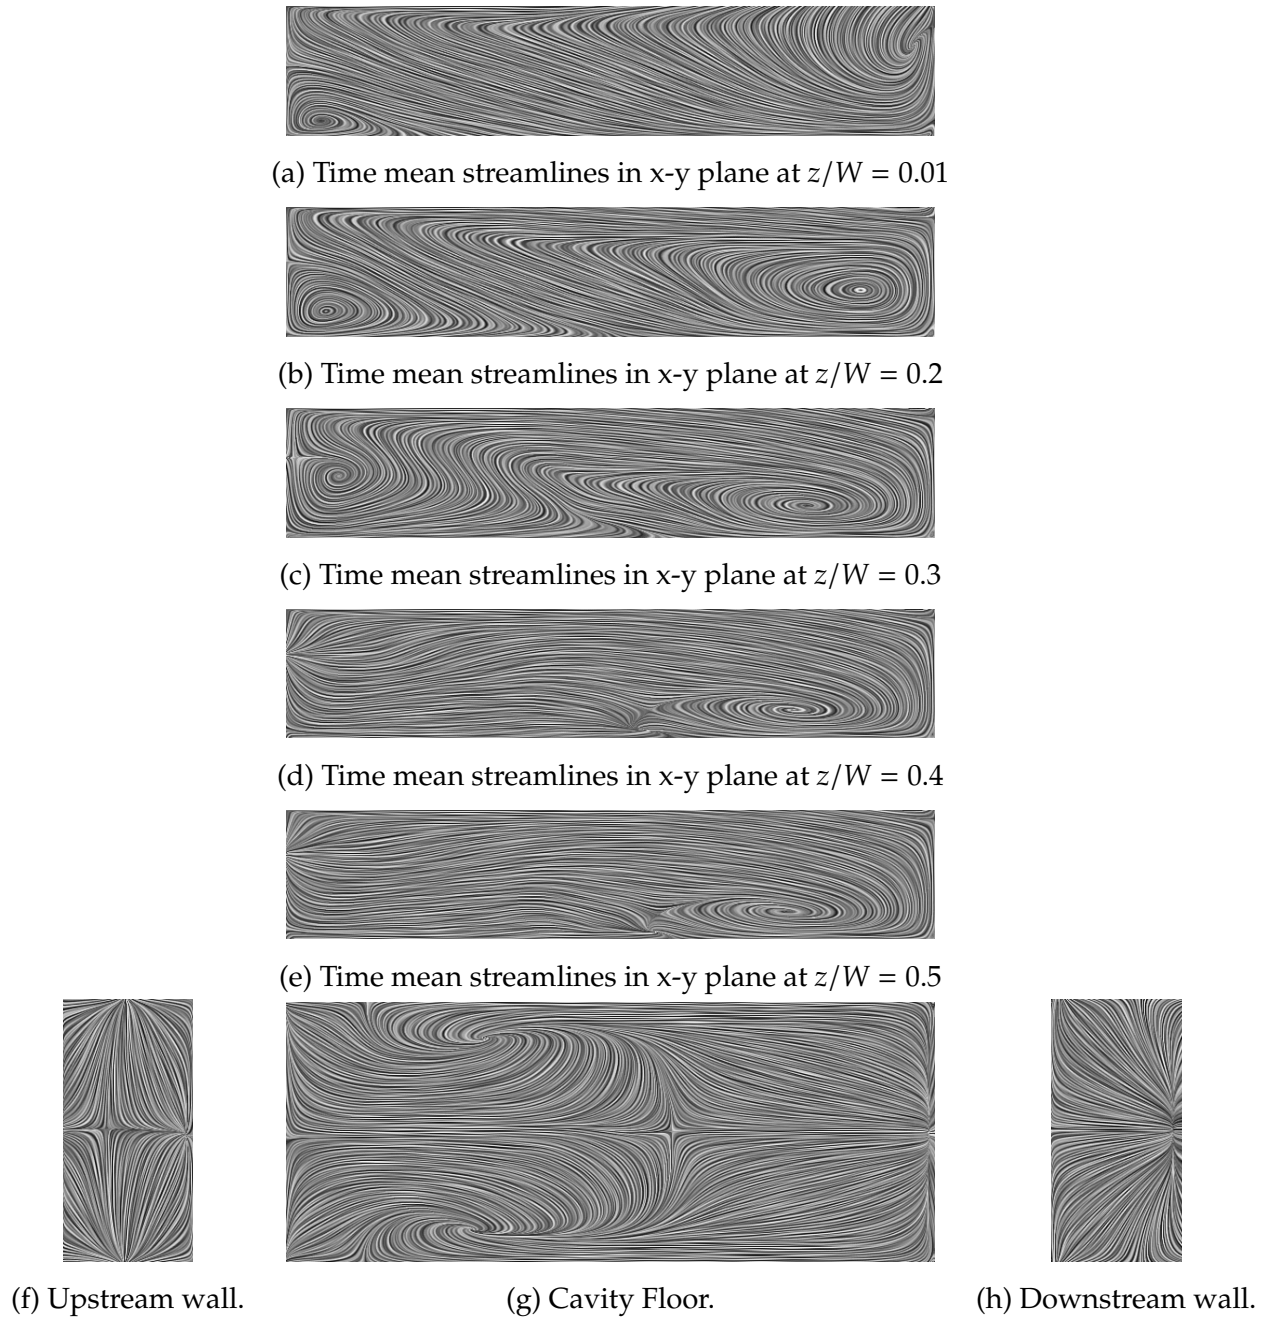 (a) Time mean streamlines in x-y plane at z/W = 0.01
(b) Time mean streamlines in x-y plane at z/W = 0.2
(c) Time mean streamlines in x-y plane at z/W = 0.3
(d) Time mean streamlines in x-y plane at z/W = 0.4
(e) Time mean streamlines in x-y plane at z/W = 0.5
(f) Upstream wall.
(g) Cavity Floor.
(h) Downstream wall.